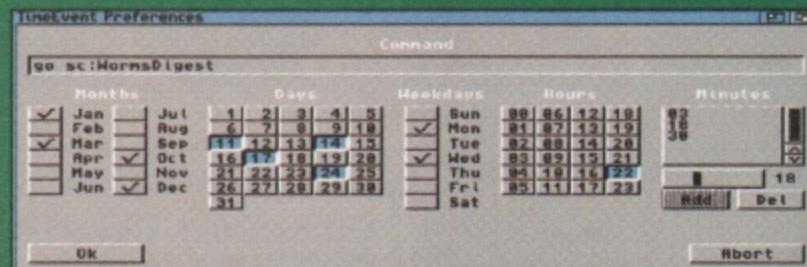 TimeEvent Preferences
Command
go sc:WormsDigest
Months Days Weekdays Hours Minutes
Jan Jul 1 2 3 4 5 Sun 00 06 12 18 03
Feb Aug 6 7 8 9 10 Mon 01 07 13 19 18
Mar Sep 11 12 13 14 15 Tue 02 08 14 20 30
Apr Oct 16 17 18 19 20 Wed 03 09 15 21
May Nov 21 22 23 24 25 Thu 04 10 16 22 18
Jun Dec 26 27 28 29 30 Fri 05 11 17 23 Add Del
31 Sat
Ok Abort